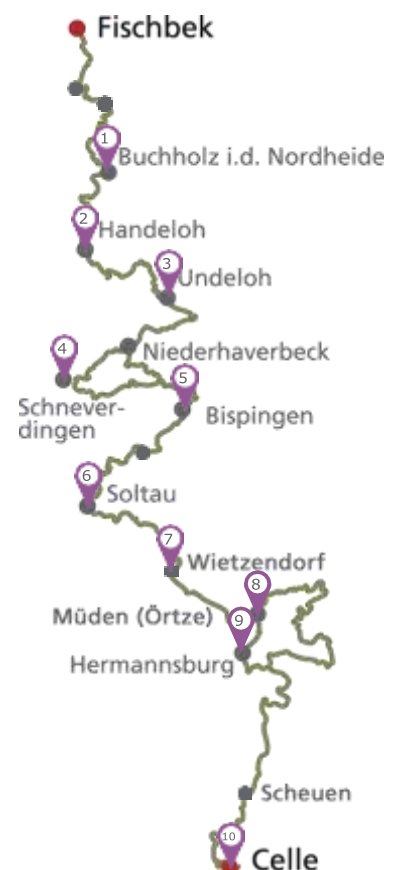 Fischbek
1
Buchholz i.d. Nordheide
2
Handeloh
3
Undeloh
4
Niederhaverbeck
5
Schnever-
dingen
Bispingen
6
Soltau
7
Wietzendorf
8
Müden (Örtze)
9
Hermannsburg
Scheuen
10
Celle